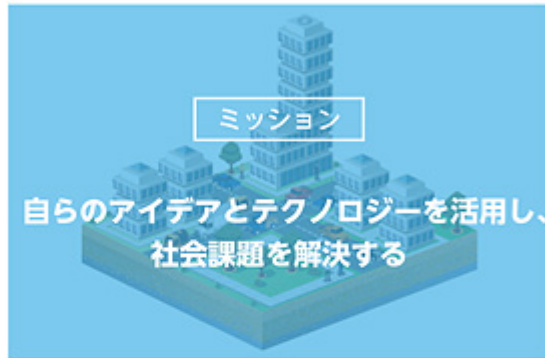 ミッション
自らのアイデアとテクノロジーを活用し、
社会課題を解決する